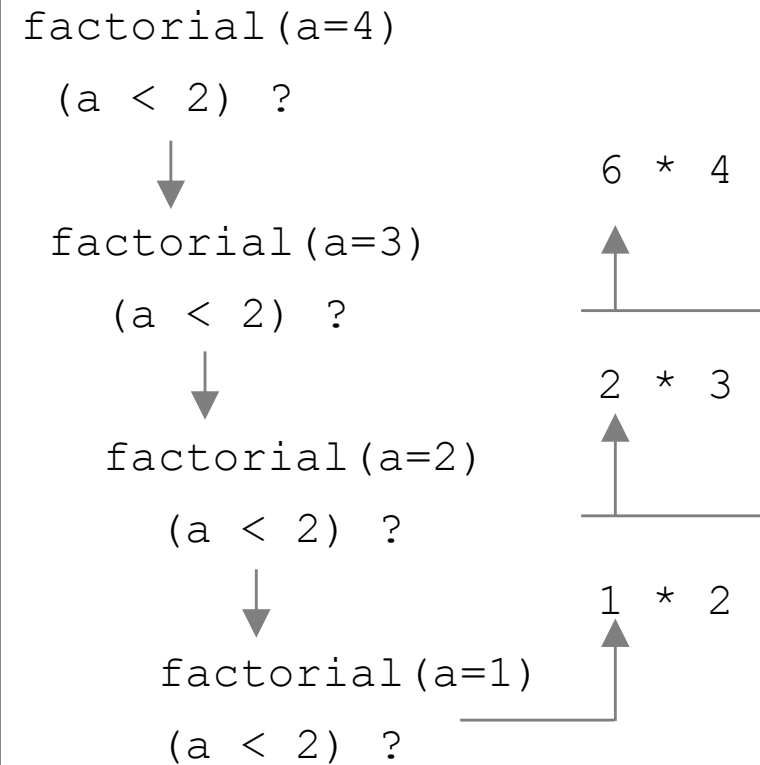 factorial(a=4)
(a < 2) ?
6 * 4
factorial(a=3)
(a < 2) ?
2 * 3
factorial(a=2)
(a < 2) ?
1 * 2
factorial(a=1)
(a < 2) ?